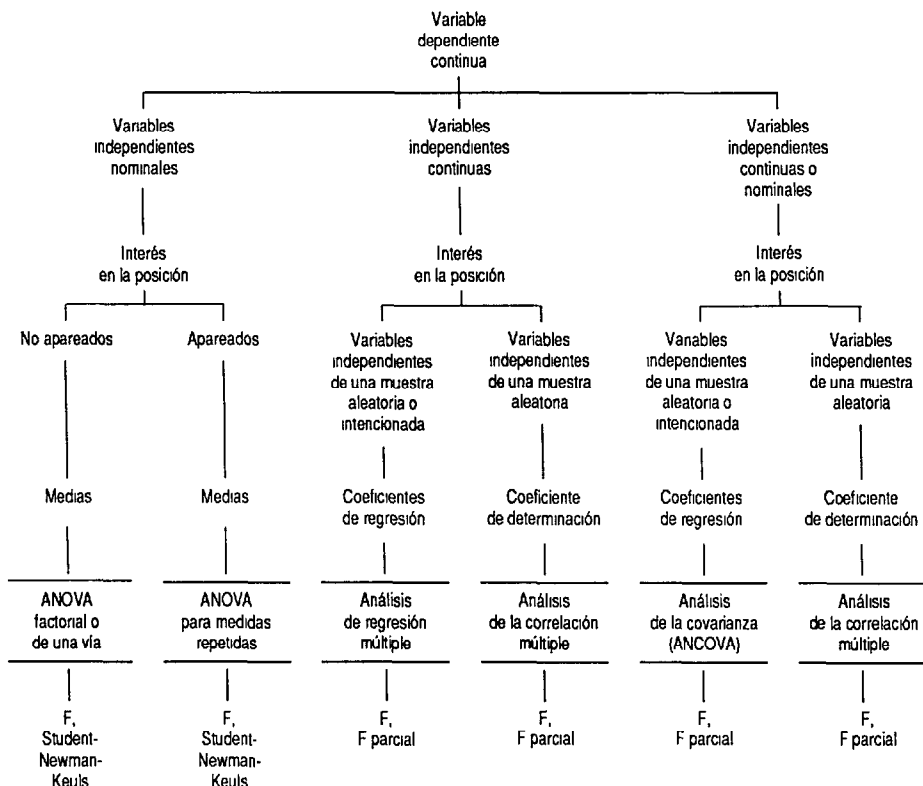 Variable
dependiente
continua
Variables
independientes
nominales
Variables
independientes
continuas
Variables
independientes
continuas o
nominales
Interés
en la posición
Interés
en la posición
Interés
en la posición
No apareados
Apareados
Variables
independientes
de una muestra
aleatoria o
intencionada
Variables
independientes
de una muestra
aleatona
Vanables
independientes
de una muestra
aleatoria o
intencionada
Variables
independientes
de una muestra
aleatoria
Medias
Medias
Coeficientes
de regresión
Coeficiente
de determinación
Coeficientes
de regresión
Coeficiente
de determinación
ANOVA
factorial o
de una vía
ANOVA
para medidas
repetidas
Análisis
de regresión
múltiple
Análisis
de la correlación
múltiple
Análisis
de la covarianza
(ANCOVA)
Análisis
de la correlación
múltiple
F,
Student-
Newman-
Keuls
F,
Student-
Newman-
Keuls
F,
F parcial
F,
F parcial
F,
F parcial
F,
F parcial